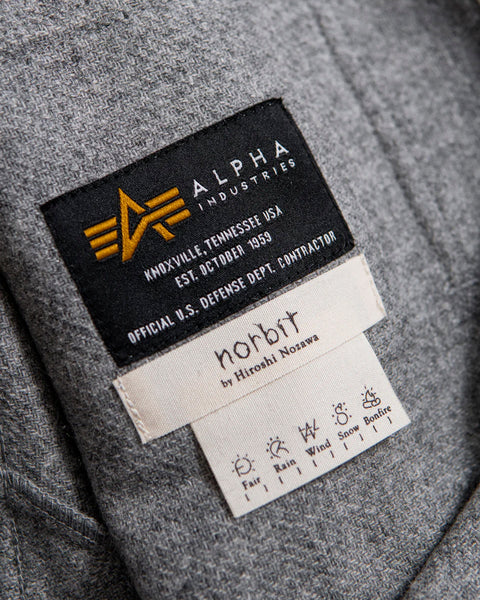 ALPHA
INDUSTRIES
KNOXVILLE, TENNESSEE USA
EST. OCTOBER 1959
OFFICIAL U.S. DEFENSE DEPT. CONTRACTOR
norbit
by Hiroshi Nozawa
Fair Rain Wind Snow Bonfire